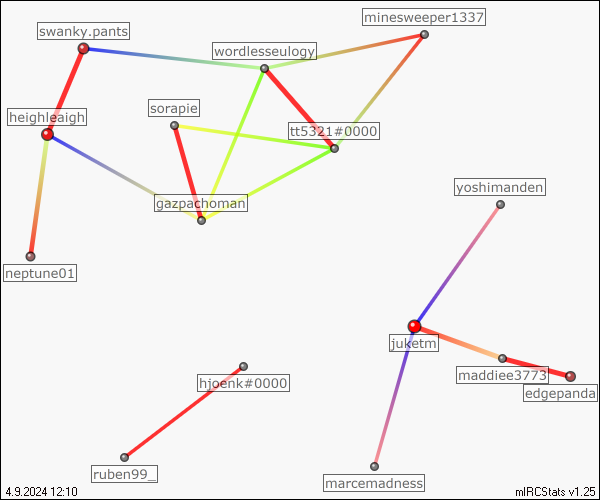 minesweeper1337
swanky.pants
wordlesseulogy
sorapie
heighleaigh
tt5321#0000
yoshimanden
gazpachoman
neptune01
juketm
maddiee3773
hjoenk#0000
edgepanda
ruben99_
marcemadness
4.9.2024 12:10
mIRCStats v1.25